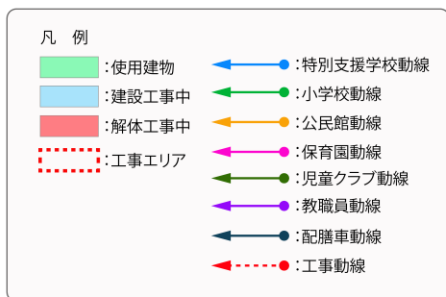 凡 例
:使用建物
:建設工事中
:解体工事中
:工事エリア
:特別支援学校動線
:小学校動線
:公民館動線
:保育園動線
:児童クラブ動線
:教職員動線
:配膳車動線
:工事動線